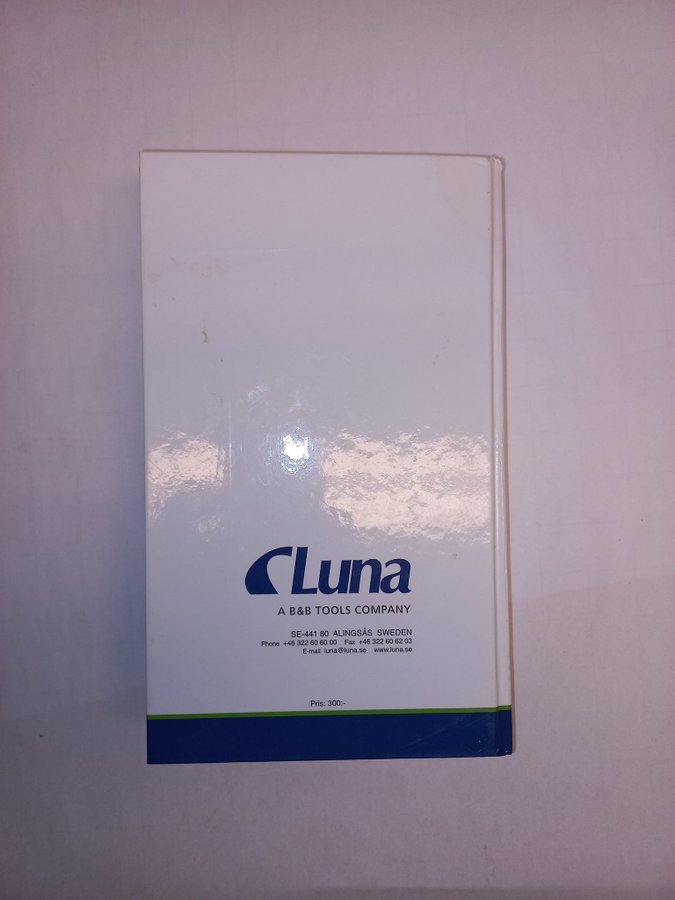 Luna
A B&B TOOLS COMPANY
SE-441 80 ALINGSÅS SWEDEN
Phone +46 322 60 60 00 Fax +46 322 60 62 03
E-mail luna@luna.se www.luna.se
Pris: 300:-